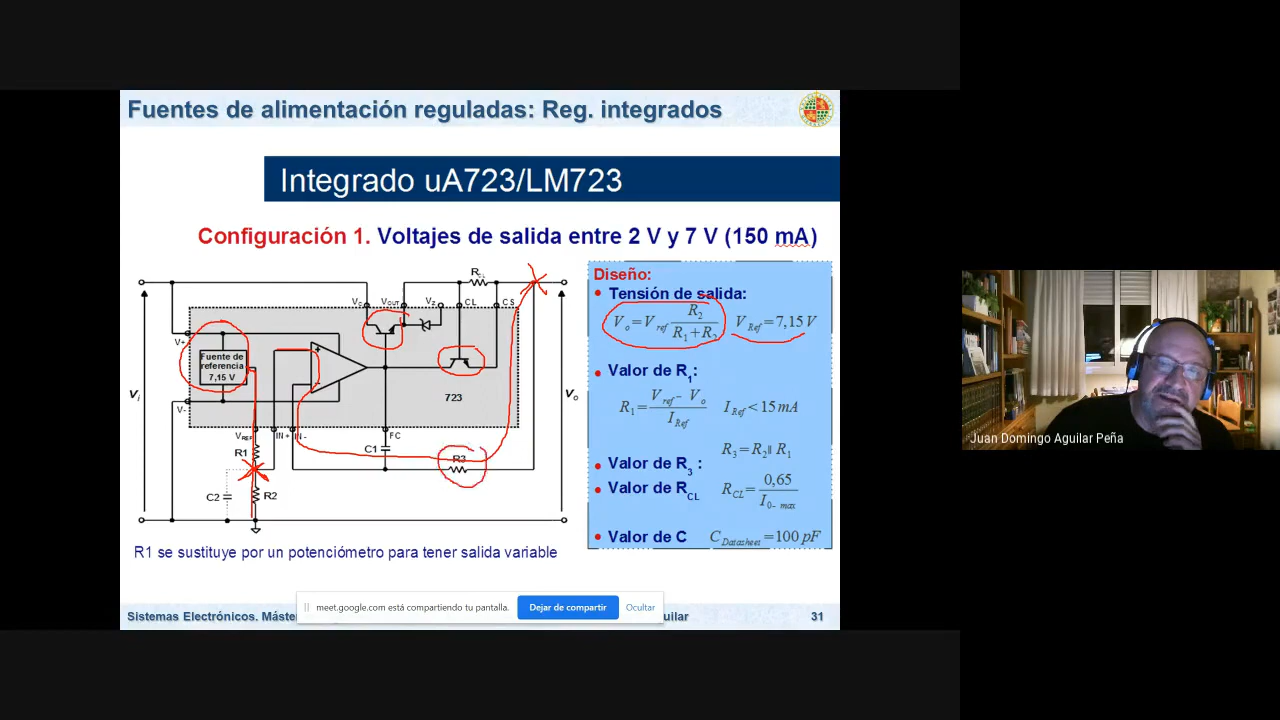 Fuentes de alimentación reguladas: Reg. integrados
Integrado uA723/LM723
Configuración 1. Voltajes de salida entre 2 V y 7 V (150 mA)
R
V OUT
V
CL
CS
V+
Fuente de
referencia
7,15 V
+
-
723
Vi
Vo
V-
VREF
IN+
IN -
FC
R1
C1
R3
C2
R2
R1 se sustituye por un potenciómetro para tener salida variable
Diseño:
• Tensión de salida:
Vo=Vref R2 / R1+R2 VRef=7,15 V
• Valor de R1:
R1= Vref- Vo / IRef IRef<15 mA
R3=R2‖R1
• Valor de R3 :
• Valor de RCL RCL= 0,65 / I0-max
• Valor de C CDatasheet=100 pF
meet.google.com está compartiendo tu pantalla.
Dejar de compartir
Ocultar
Sistemas Electrónicos. Máste
uilar
31
Juan Domingo Aguilar Peña